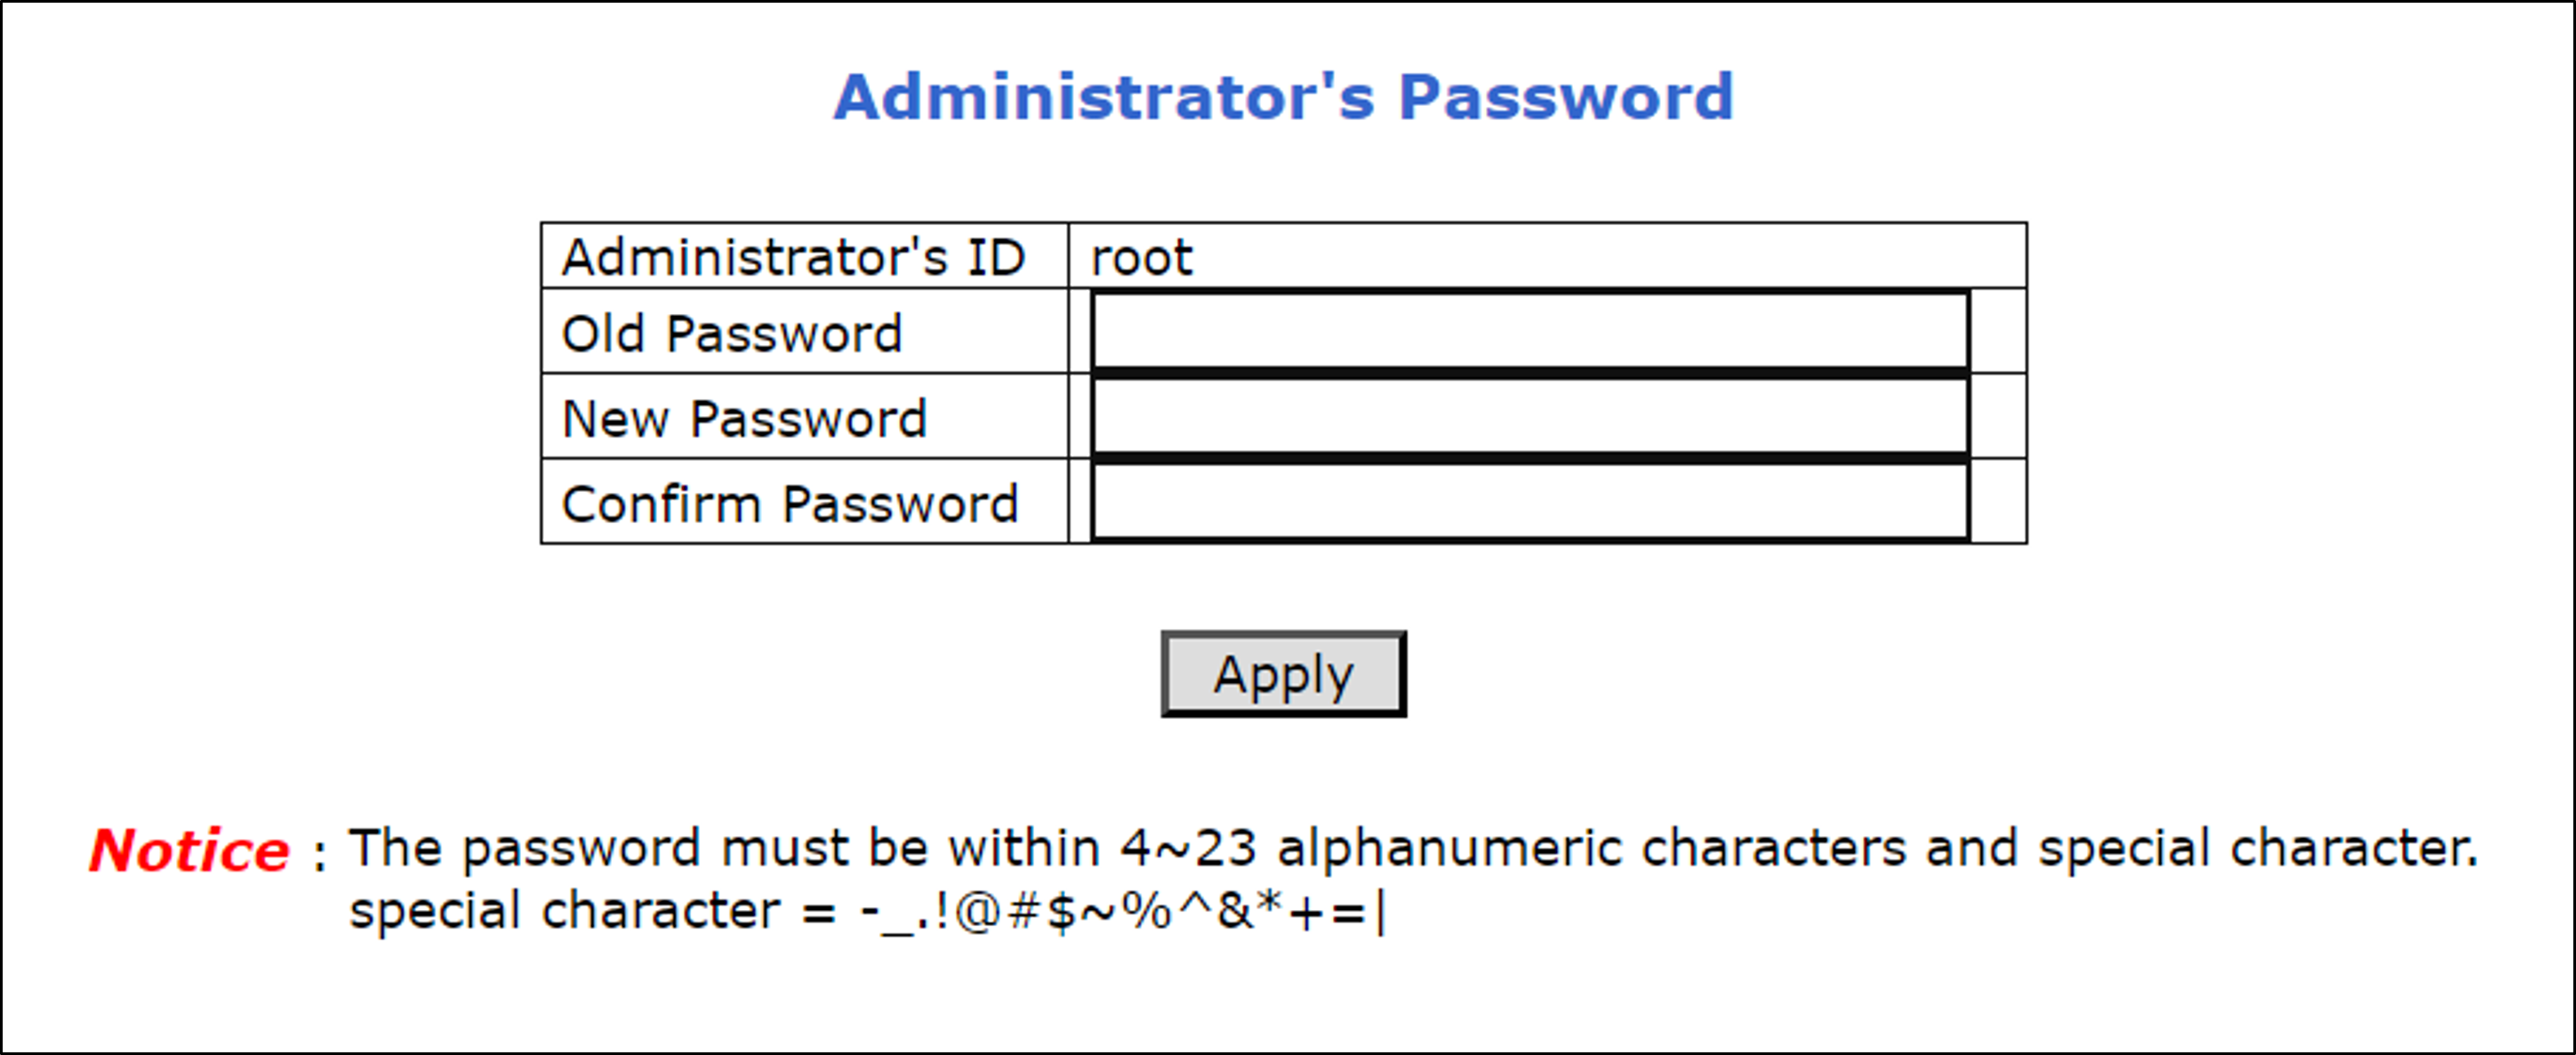 Administrator's Password
Administrator's ID root
Old Password
New Password
Confirm Password
Apply
Notice : The password must be within 4~23 alphanumeric characters and special character.
special character = -_.!@#$~%^&*+=|